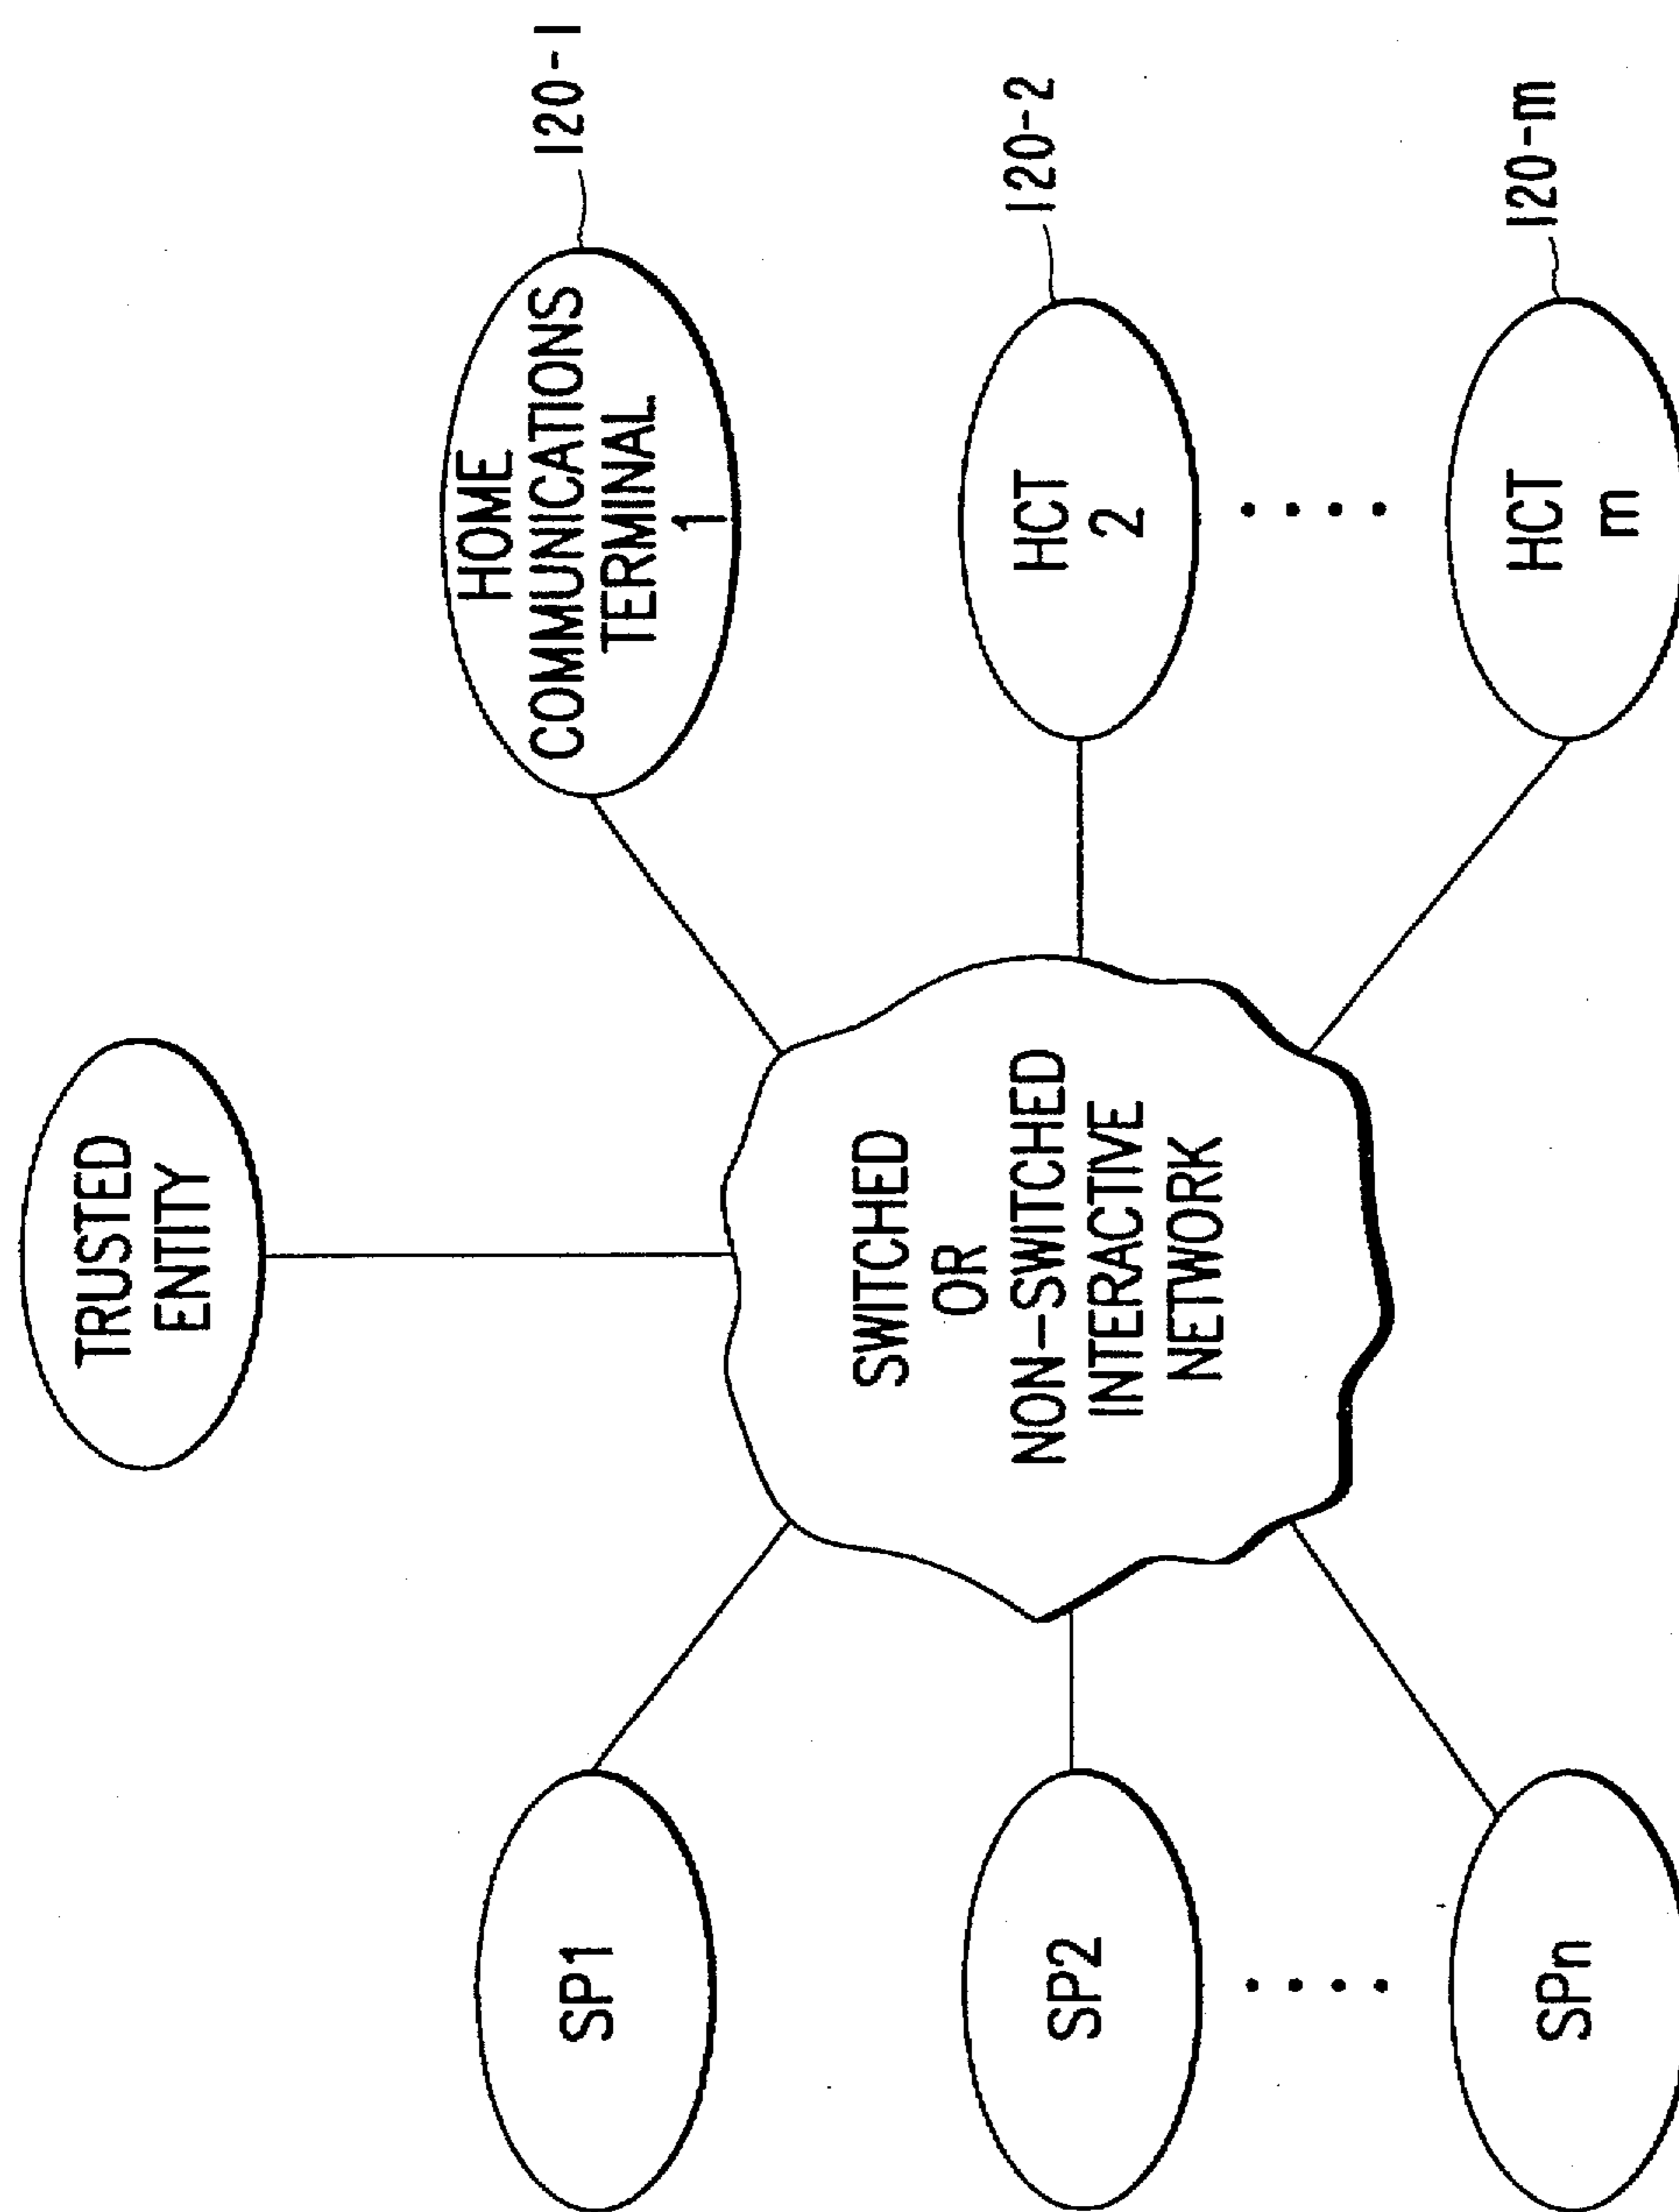 TRUSTED
ENTITY
120-1
HOME
COMMUNICATIONS
TERMINAL
1
SP1
SWITCHED
OR
NON-SWITCHED
INTERACTIVE
NETWORK
120-2
HCT
2
SP2
120-m
HCT
m
SPn